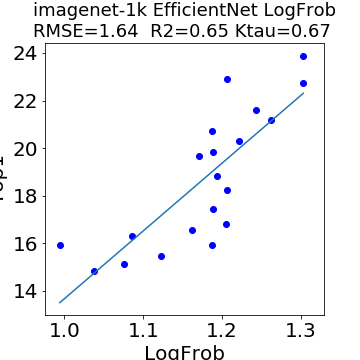 imagenet-1k EfficientNet LogFrob
RMSE=1.64 R2=0.65 Ktau=0.67
24
22
20
18
16
14
1.0 1.1 1.2 1.3
LogFrob